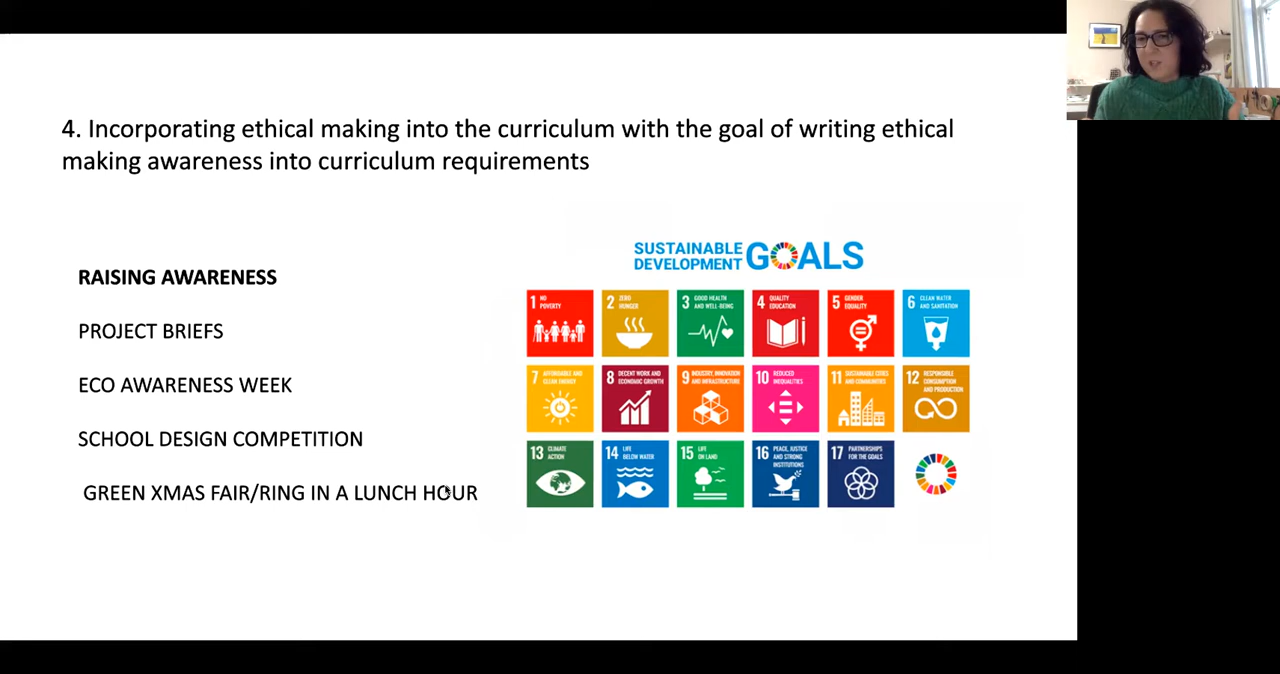 4. Incorporating ethical making into the curriculum with the goal of writing ethical
making awareness into curriculum requirements
RAISING AWARENESS
PROJECT BRIEFS
ECO AWARENESS WEEK
SCHOOL DESIGN COMPETITION
GREEN XMAS FAIR/RING IN A LUNCH HOUR
SUSTAINABLE
DEVELOPMENT GOALS
1 NO
POVERTY
2 ZERO
HUNGER
3 GOOD HEALTH
AND WELL-BEING
4 QUALITY
EDUCATION
5 GENDER
EQUALITY
6 CLEAN WATER
AND SANITATION
7 AFFORDABLE AND
CLEAN ENERGY
8 DECENT WORK AND
ECONOMIC GROWTH
9 INDUSTRY, INNOVATION
AND INFRASTRUCTURE
10 REDUCED
INEQUALITIES
11 SUSTAINABLE CITIES
AND COMMUNITIES
12 RESPONSIBLE
CONSUMPTION
AND PRODUCTION
13 CLIMATE
ACTION
14 LIFE
BELOW WATER
15 LIFE
ON LAND
16 PEACE, JUSTICE
AND STRONG
INSTITUTIONS
17 PARTNERSHIPS
FOR THE GOALS